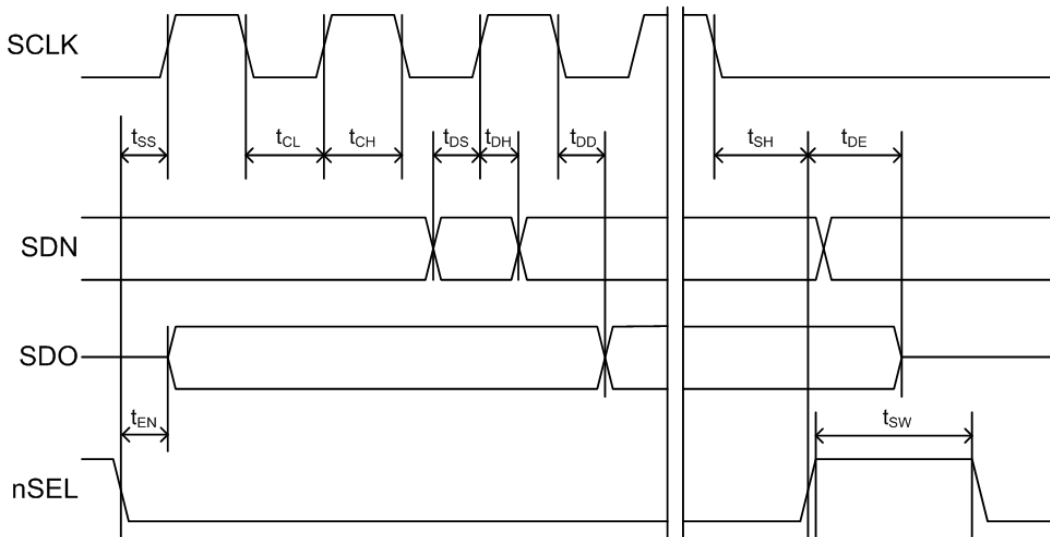 SCLK
tSS
tCL
tCH
tDS
tDH
tDD
tSH
tDE
SDN
SDO
tEN
tSW
nSEL